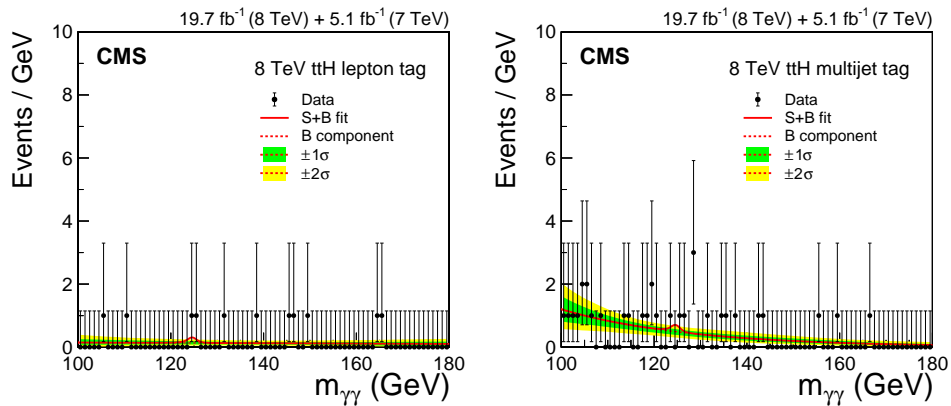 19.7 fb⁻¹ (8 TeV) + 5.1 fb⁻¹ (7 TeV)
CMS
8 TeV ttH lepton tag
Data
S+B fit
B component
±1σ
±2σ
Events / GeV
10
8
6
4
2
0
100 120 140 160 180
mγγ (GeV)
19.7 fb⁻¹ (8 TeV) + 5.1 fb⁻¹ (7 TeV)
CMS
8 TeV ttH multijet tag
Data
S+B fit
B component
±1σ
±2σ
Events / GeV
10
8
6
4
2
0
100 120 140 160 180
mγγ (GeV)